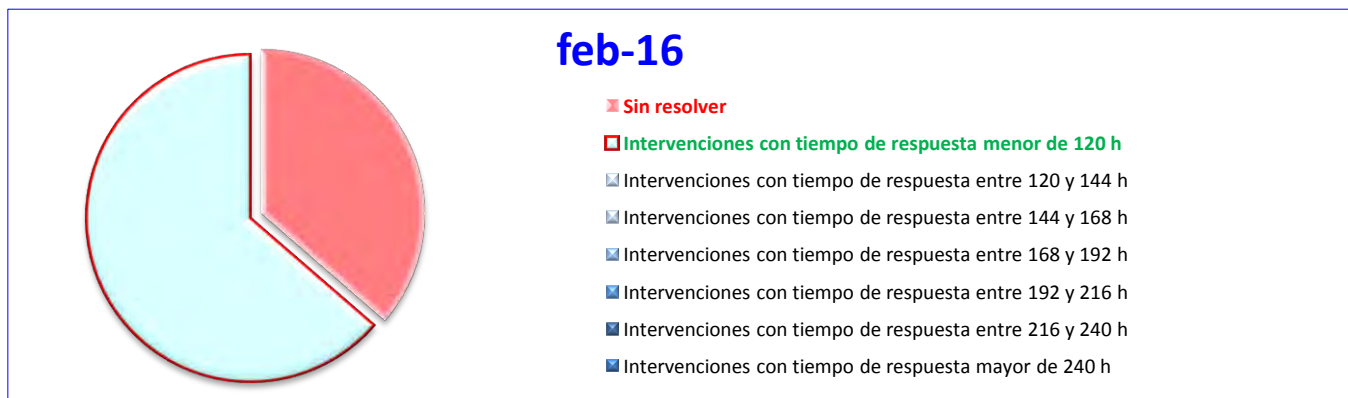 feb-16
Sin resolver
Intervenciones con tiempo de respuesta menor de 120 h
Intervenciones con tiempo de respuesta entre 120 y 144 h
Intervenciones con tiempo de respuesta entre 144 y 168 h
Intervenciones con tiempo de respuesta entre 168 y 192 h
Intervenciones con tiempo de respuesta entre 192 y 216 h
Intervenciones con tiempo de respuesta entre 216 y 240 h
Intervenciones con tiempo de respuesta mayor de 240 h